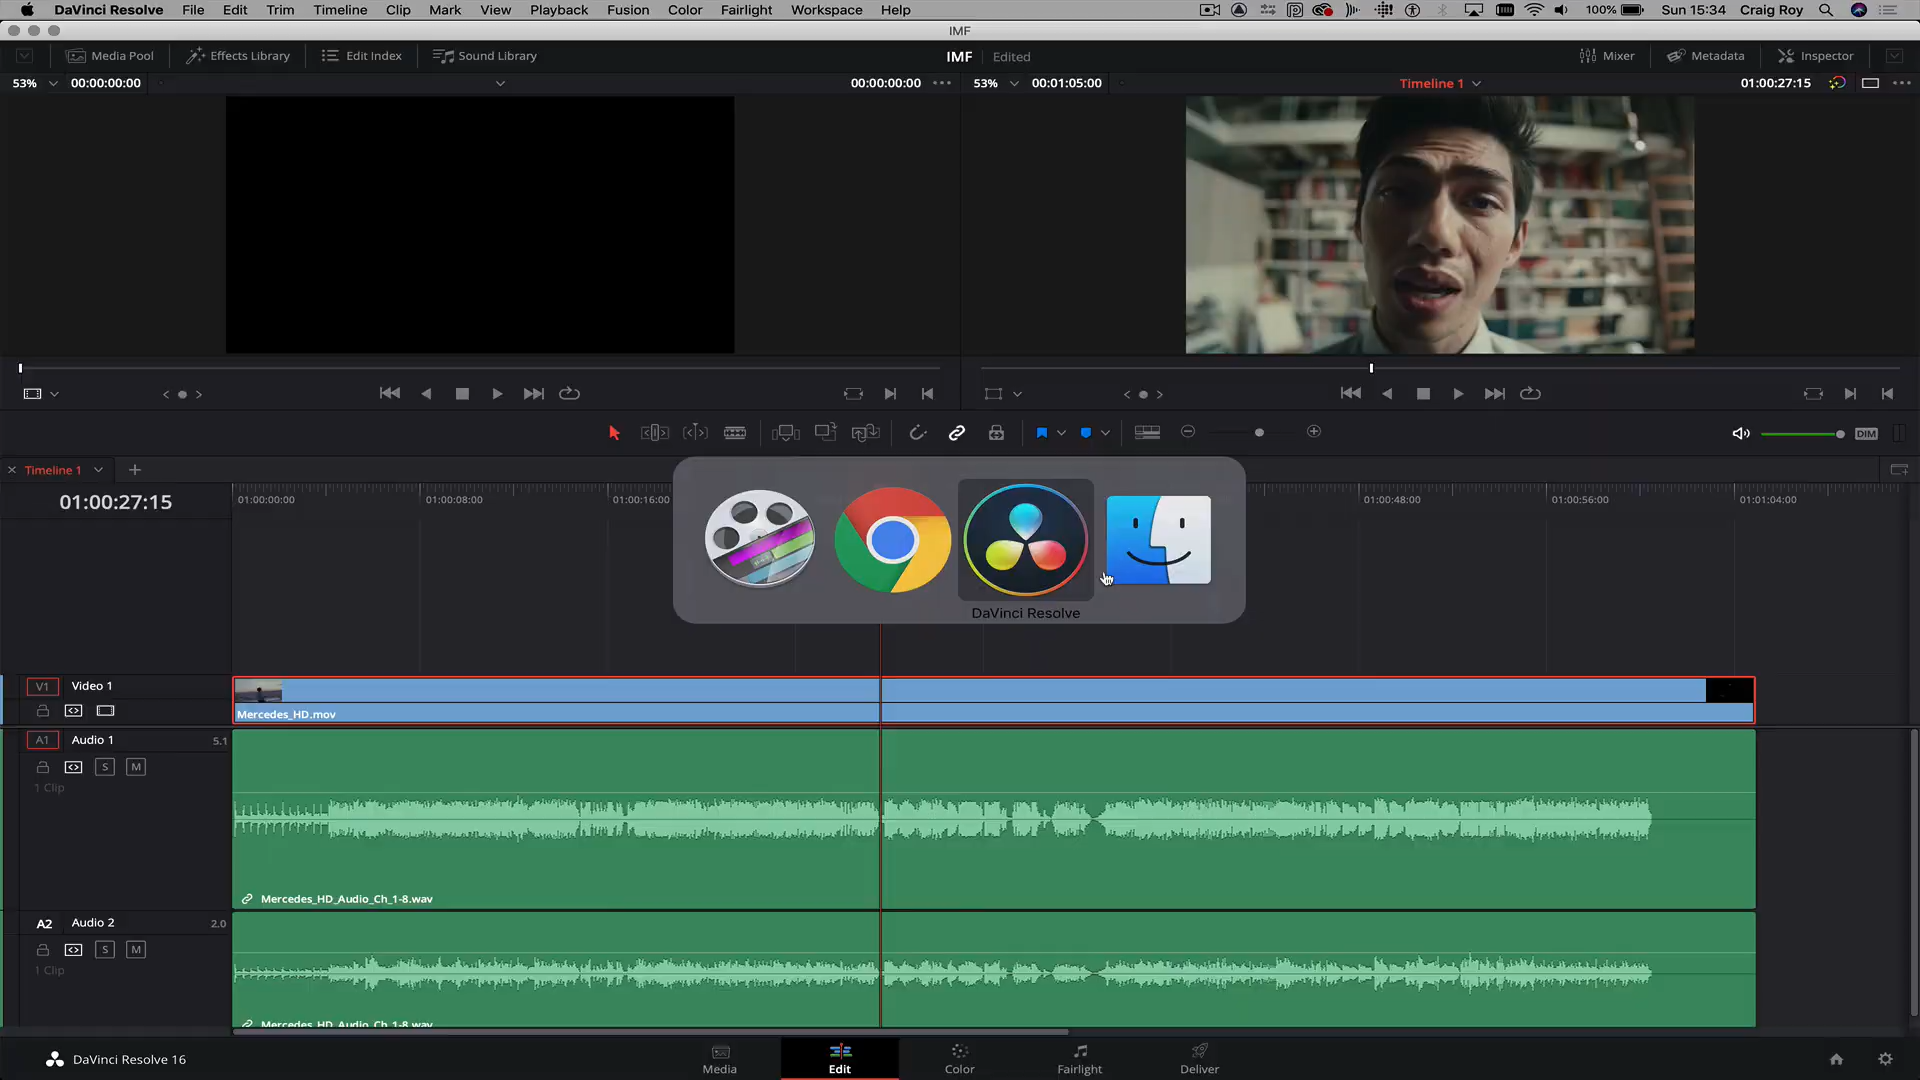 DaVinci Resolve File Edit Trim Timeline Clip Mark View Playback Fusion Color Fairlight Workspace Help 100% Sun 15:34 Craig Roy
IMF
Media Pool Effects Library Edit Index Sound Library IMF Edited Mixer Metadata Inspector
53% 00:00:00:00 00:00:00:00 53% 00:01:05:00 Timeline 1 01:00:27:15
DIM
Timeline 1
01:00:27:15 01:00:00:00 01:00:08:00 01:00:16:00 01:00:48:00 01:00:56:00 01:01:04:00
DaVinci Resolve
V1 Video 1
Mercedes_HD.mov
A1 Audio 1 5.1
S M
1 Clip
Mercedes_HD_Audio_Ch_1-8.wav
A2 Audio 2 2.0
S M
1 Clip
Mercedes_HD_Audio_Ch_1-8.wav
DaVinci Resolve 16 Media Edit Color Fairlight Deliver